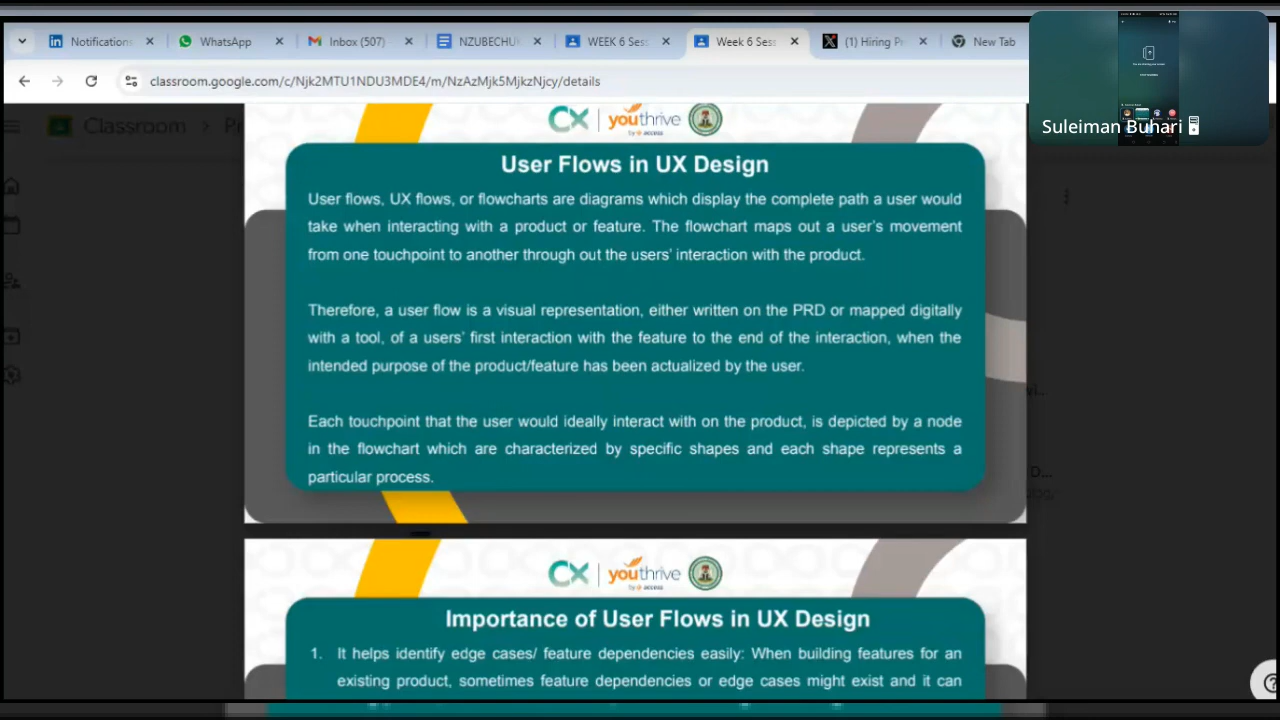 Notifications
WhatsApp
Inbox (507)
NZUBECHUK
WEEK 6 Sess
Week 6 Sess
(1) Hiring P
New Tab
classroom.google.com/c/Njk2MTU1NDU3MDE4/m/NzAzMjk5MjkzNjcy/details
Suleiman Buhari
Classroom
CX | youthrive
by access
User Flows in UX Design
User flows, UX flows, or flowcharts are diagrams which display the complete path a user would
take when interacting with a product or feature. The flowchart maps out a user's movement
from one touchpoint to another through out the users' interaction with the product.
Therefore, a user flow is a visual representation, either written on the PRD or mapped digitally
with a tool, of a users' first interaction with the feature to the end of the interaction, when the
intended purpose of the product/feature has been actualized by the user.
Each touchpoint that the user would ideally interact with on the product, is depicted by a node
in the flowchart which are characterized by specific shapes and each shape represents a
particular process.
CX | youthrive
by access
Importance of User Flows in UX Design
1. It helps identify edge cases/ feature dependencies easily: When building features for an
existing product, sometimes feature dependencies or edge cases might exist and it can